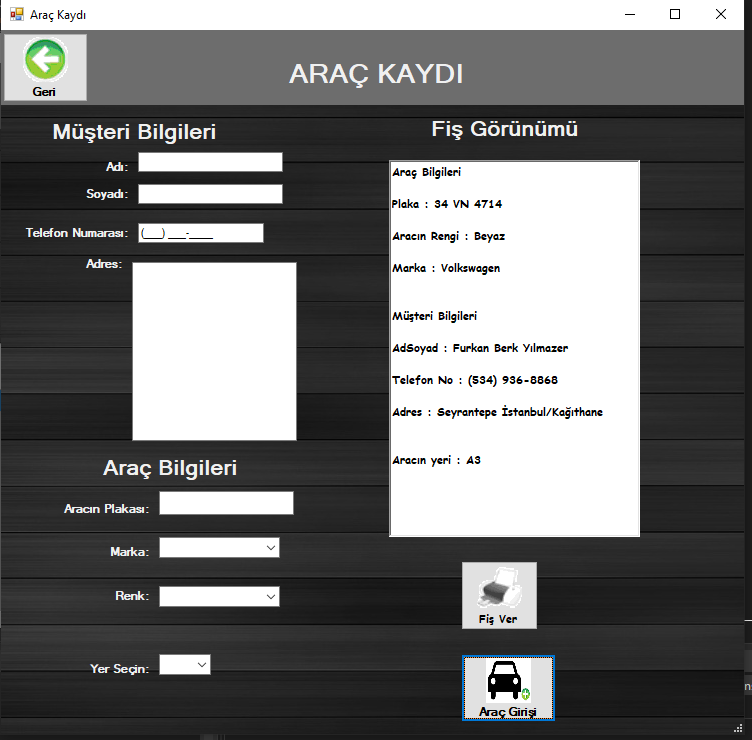 Araç Kaydı
Geri
ARAÇ KAYDI
Müşteri Bilgileri
Adı:
Soyadı:
Telefon Numarası: (___) ___-____
Adres:
Araç Bilgileri
Aracın Plakası:
Marka:
Renk:
Yer Seçin:
Fiş Görünümü
Araç Bilgileri
Plaka : 34 VN 4714
Aracın Rengi : Beyaz
Marka : Volkswagen
Müşteri Bilgileri
AdSoyad : Furkan Berk Yılmazer
Telefon No : (534) 936-8868
Adres : Seyrantepe İstanbul/Kağıthane
Aracın yeri : A3
Fiş Ver
Araç Girişi